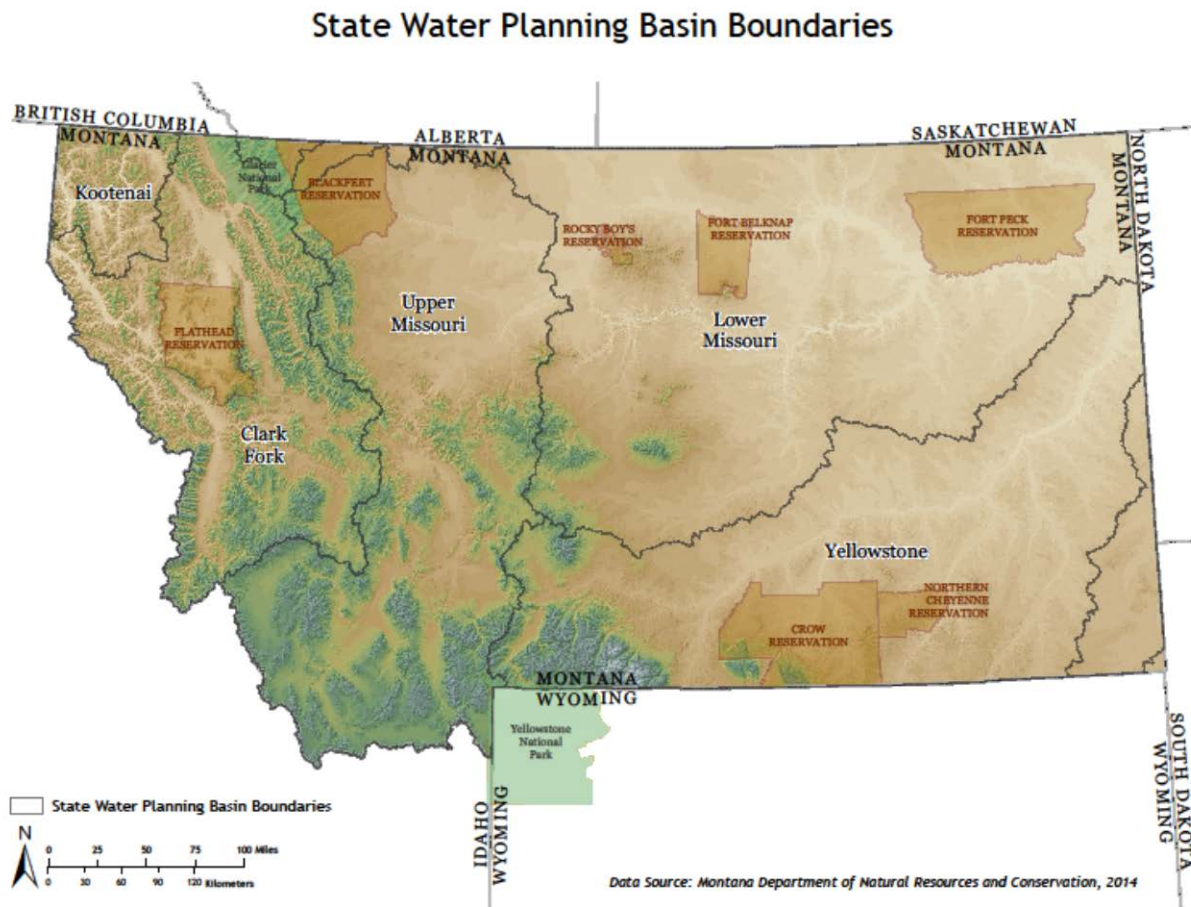 State Water Planning Basin Boundaries
BRITISH COLUMBIA
MONTANA
ALBERTA
MONTANA
SASKATCHEWAN
MONTANA
NORTH DAKOTA
MONTANA
Kootenai
Glacier
National
Park
BLACKFEET
RESERVATION
ROCKY BOY'S
RESERVATION
FORT BELKNAP
RESERVATION
FORT PECK
RESERVATION
Upper
Missouri
Lower
Missouri
FLATHEAD
RESERVATION
Clark
Fork
Yellowstone
NORTHERN
CHEYENNE
RESERVATION
CROW
RESERVATION
MONTANA
WYOMING
Yellowstone
National
Park
IDAHO
WYOMING
SOUTH DAKOTA
WYOMING
State Water Planning Basin Boundaries
N
0 25 50 75 100 Miles
0 30 60 90 120 Kilometers
Data Source: Montana Department of Natural Resources and Conservation, 2014